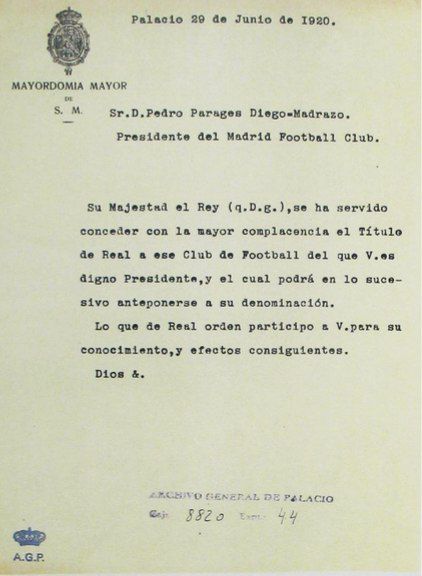 Palacio 29 de Junio de 1920.
MAYORDOMIA MAYOR
DE
S. M.
Sr.D.Pedro Parages Diego=Madrazo.
Presidente del Madrid Football Club.
Su Majestad el Rey (q.D.g.),se ha servido
conceder con la mayor complacencia el Título
de Real a ese Club de Football del que V.es
digno Presidente,y el cual podrá en lo suce-
sivo anteponerse a su denominación.
Lo que de Real orden participo a V.para su
conocimiento,y efectos consiguientes.
Dios &.
ARCHIVO GENERAL DE PALACIO
Caja 8820 Expte. 44
A.G.P.